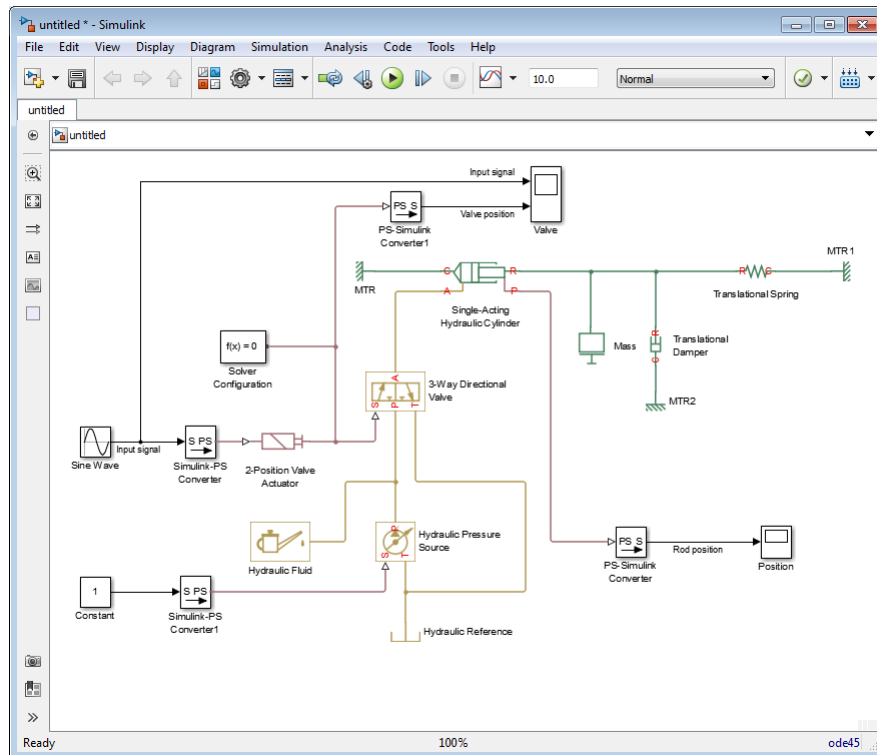 untitled * - Simulink
File Edit View Display Diagram Simulation Analysis Code Tools Help
10.0
Normal
untitled
untitled
Input signal
Valve position
PS S
PS-Simulink
Converter1
Valve
MTR
C
R
A
P
Single-Acting
Hydraulic Cylinder
R
C
MTR1
Translational Spring
Mass
R
C
Translational
Damper
MTR2
f(x) = 0
Solver
Configuration
A
S
P
T
3-Way Directional
Valve
Sine Wave
Input signal
S PS
Simulink-PS
Converter
2-Position Valve
Actuator
Hydraulic Fluid
P
S
T
Hydraulic Pressure
Source
PS S
PS-Simulink
Converter
Rod position
Position
1
Constant
S PS
Simulink-PS
Converter1
Hydraulic Reference
Ready
100%
ode45